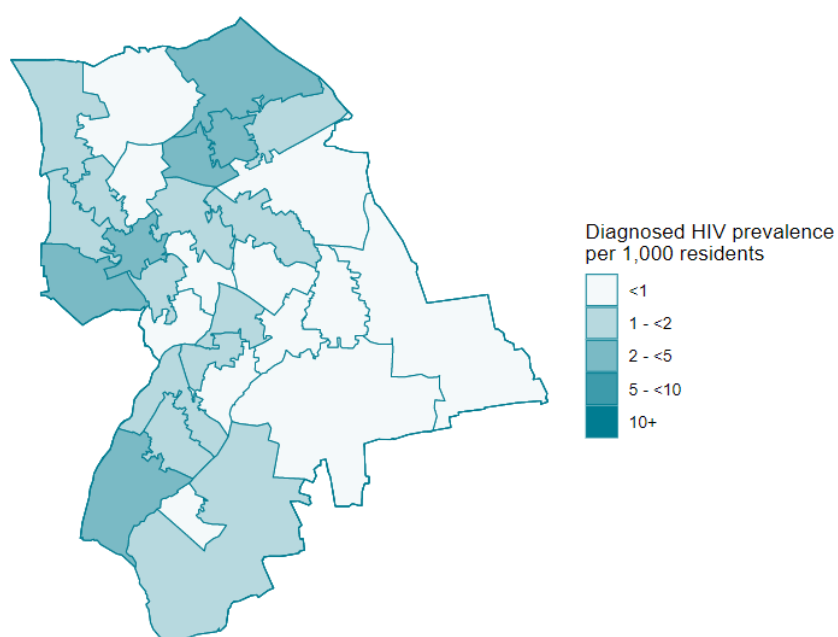 Diagnosed HIV prevalence
per 1,000 residents
<1
1 - <2
2 - <5
5 - <10
10+